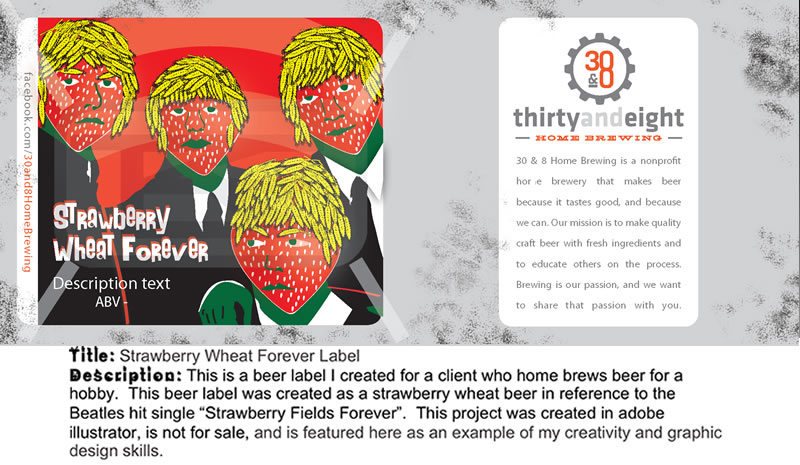 facebook.com/30and8HomeBrewing
Strawberry
Wheat Forever
Description text
ABV -
30
&
8
thirtyandeight
HOME BREWING
30 & 8 Home Brewing is a nonprofit
brewery that makes beer
because it tastes good, and because
we can. Our mission is to make quality
craft beer with fresh ingredients and
to educate others on the process.
Brewing is our passion, and we want
to share that passion with you.
Title: Strawberry Wheat Forever Label
Description: This is a beer label I created for a client who home brews beer for a
hobby. This beer label was created as a strawberry wheat beer in reference to the
Beatles hit single “Strawberry Fields Forever”. This project was created in adobe
illustrator, is not for sale, and is featured here as an example of my creativity and graphic
design skills.